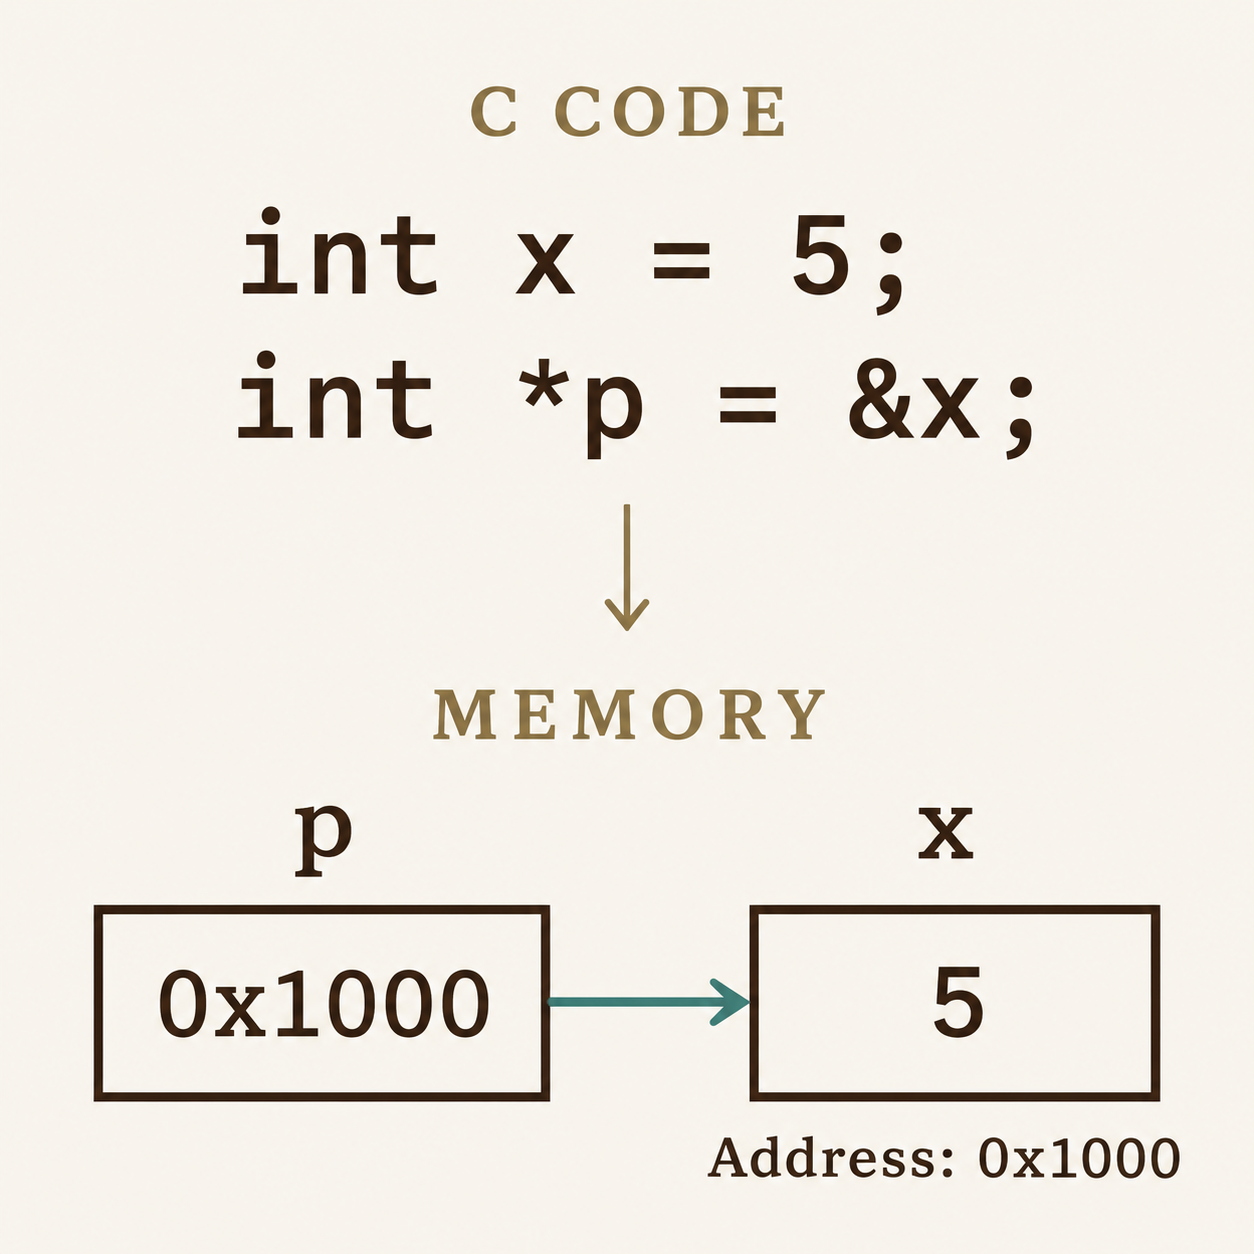 C CODE
int x = 5;
int *p = &x;
MEMORY
p x
0x1000 5
Address: 0x1000